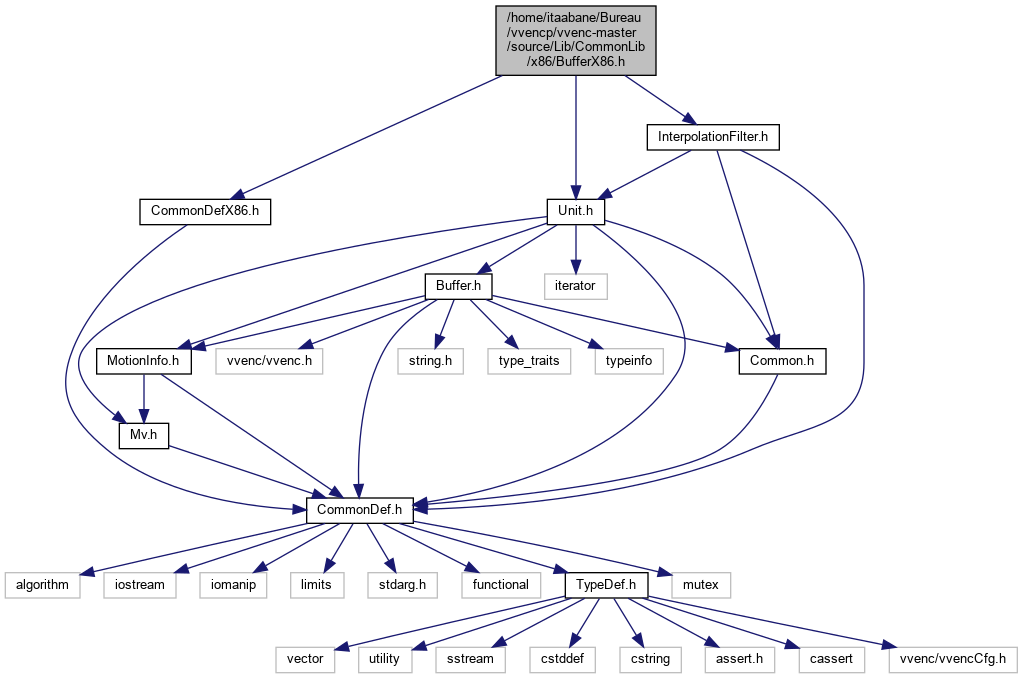 /home/itaabane/Bureau
/vvencp/vvenc-master
/source/Lib/CommonLib
/x86/BufferX86.h
InterpolationFilter.h
CommonDefX86.h
Unit.h
Buffer.h
iterator
MotionInfo.h
vvenc/vvenc.h
string.h
type_traits
typeinfo
Common.h
Mv.h
CommonDef.h
algorithm
iostream
iomanip
limits
stdarg.h
functional
TypeDef.h
mutex
vector
utility
sstream
cstddef
cstring
assert.h
cassert
vvenc/vvencCfg.h